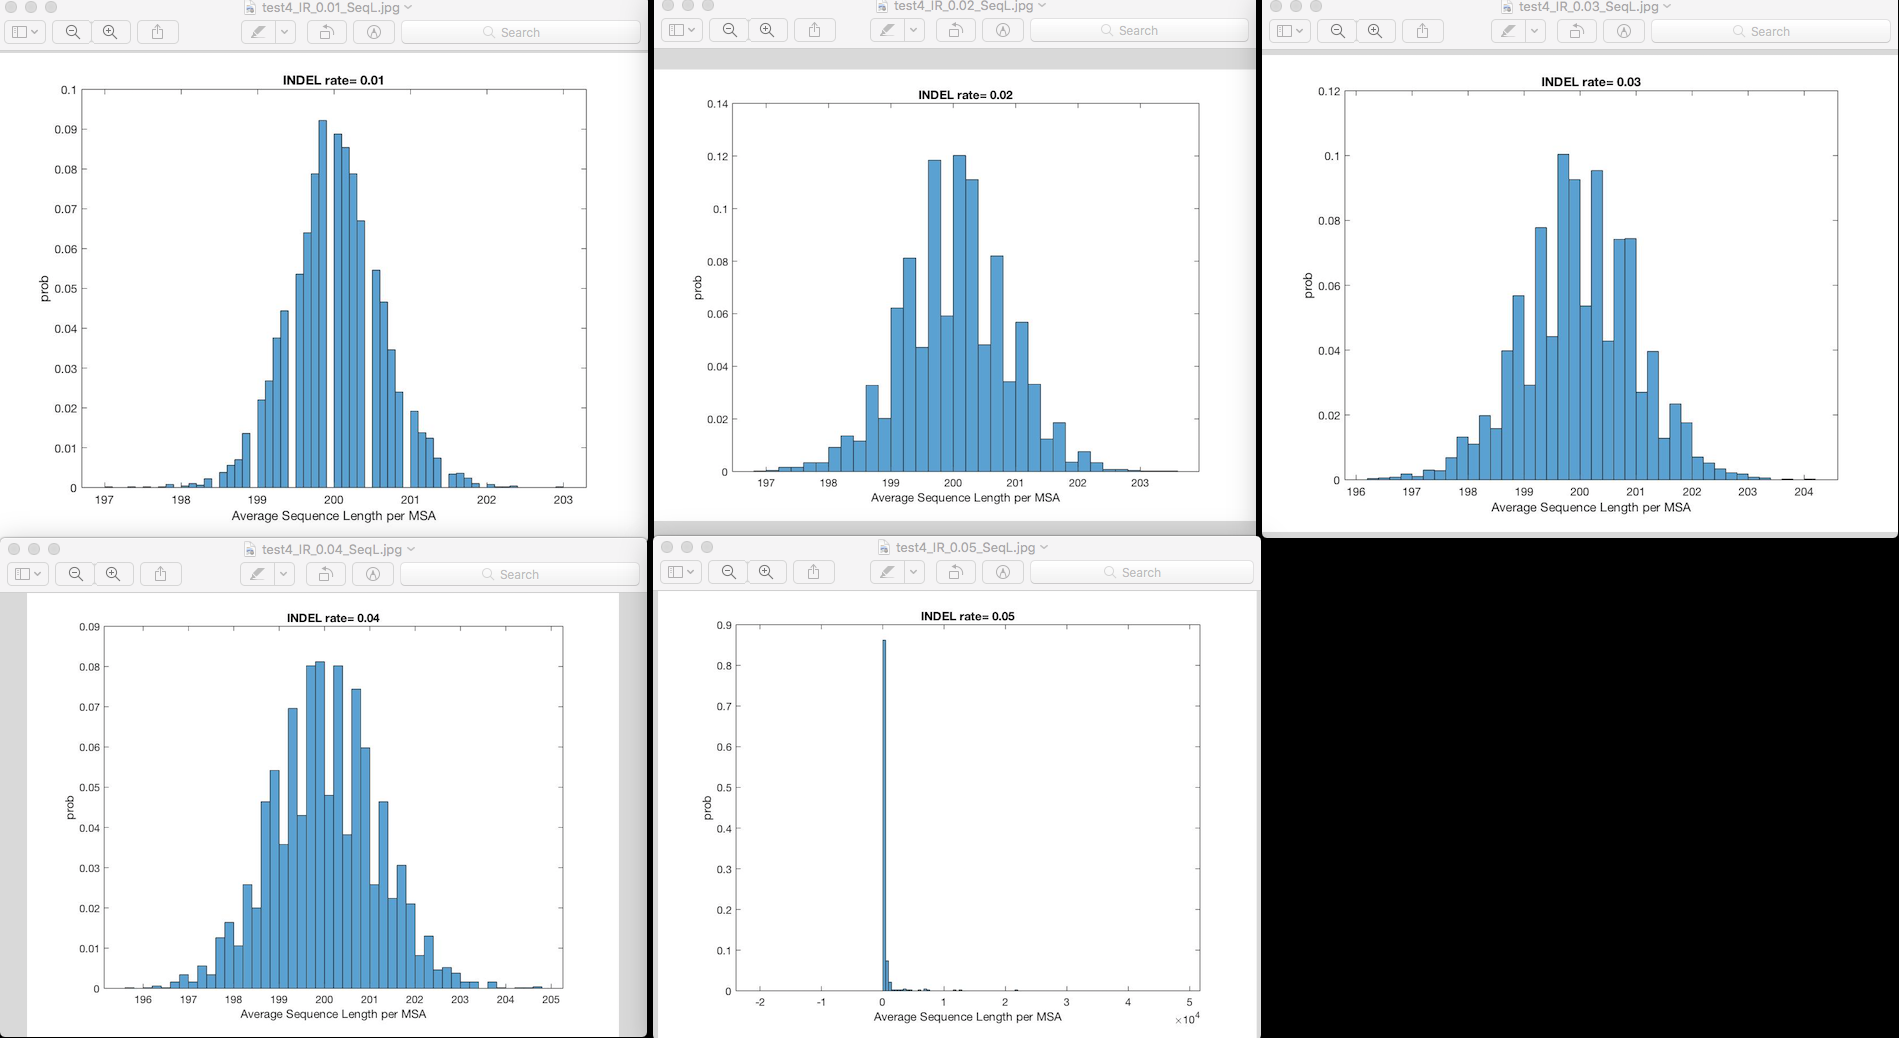 test4_IR_0.01_SeqL.jpg
Search
INDEL rate= 0.01
0.1
0.09
0.08
0.07
0.06
0.05
0.04
0.03
0.02
0.01
0
prob
197 198 199 200 201 202 203
Average Sequence Length per MSA
test4_IR_0.02_SeqL.jpg
Search
INDEL rate= 0.02
0.14
0.12
0.1
0.08
0.06
0.04
0.02
0
prob
197 198 199 200 201 202 203
Average Sequence Length per MSA
test4_IR_0.03_SeqL.jpg
Search
INDEL rate= 0.03
0.12
0.1
0.08
0.06
0.04
0.02
0
prob
196 197 198 199 200 201 202 203 204
Average Sequence Length per MSA
test4_IR_0.04_SeqL.jpg
Search
INDEL rate= 0.04
0.09
0.08
0.07
0.06
0.05
0.04
0.03
0.02
0.01
0
prob
196 197 198 199 200 201 202 203 204 205
Average Sequence Length per MSA
test4_IR_0.05_SeqL.jpg
Search
INDEL rate= 0.05
0.9
0.8
0.7
0.6
0.5
0.4
0.3
0.2
0.1
0
prob
-2 -1 0 1 2 3 4 5
Average Sequence Length per MSA
×10⁴